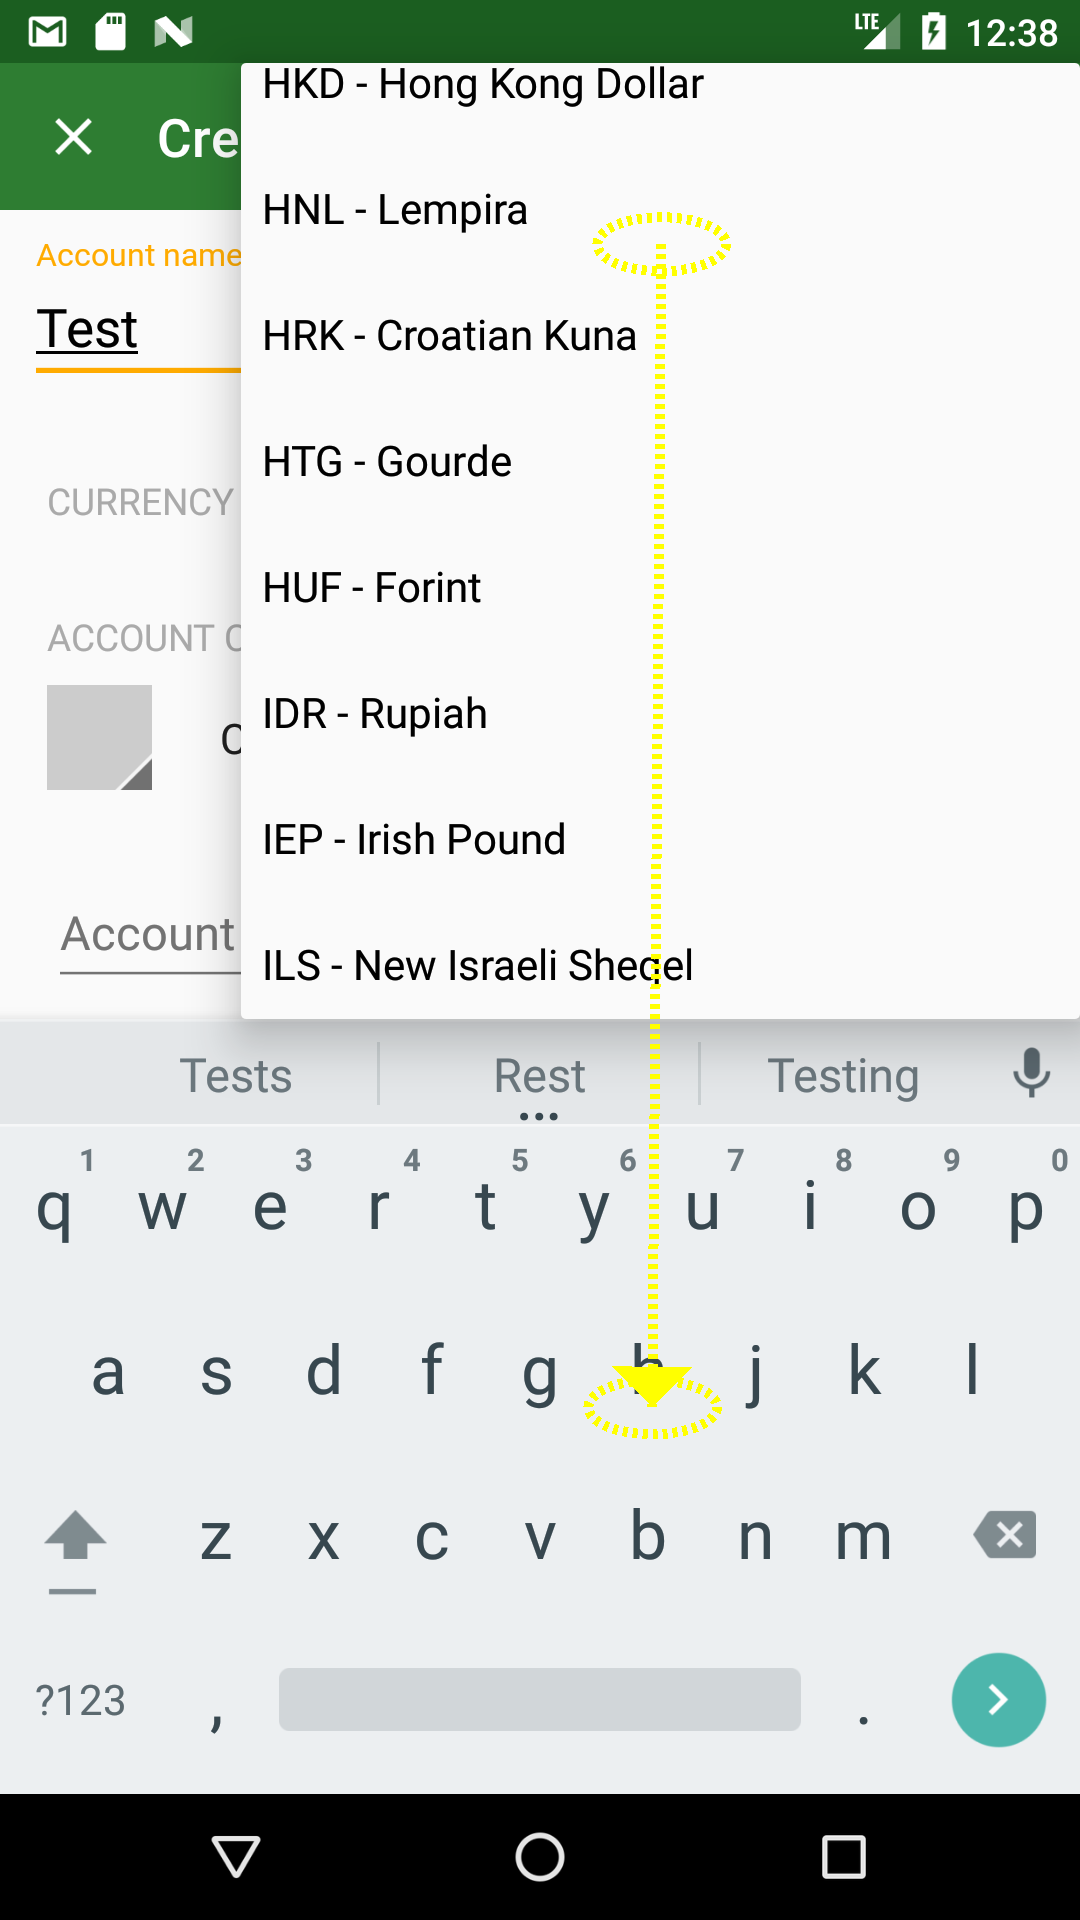 LTE 12:38
Cre
HKD - Hong Kong Dollar
HNL - Lempira
Account name
Test
HRK - Croatian Kuna
HTG - Gourde
CURRENCY
HUF - Forint
ACCOUNT
IDR - Rupiah
IEP - Irish Pound
Account
ILS - New Israeli Sheqel
Tests Rest Testing
1 2 3 4 5 6 7 8 9 0
q w e r t y u i o p
a s d f g h j k l
z x c v b n m
?123 , .